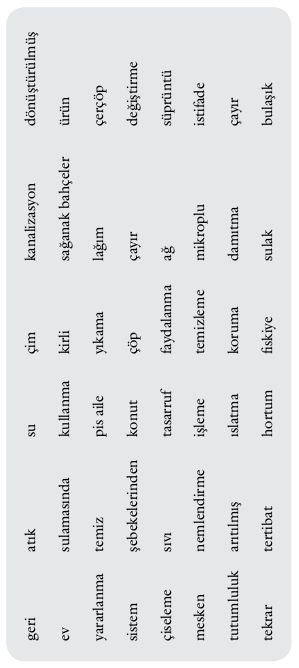 geri atık su çim kanalizasyon dönüştürülmüş
ev sulamasında kullanma kirli sağanak bahçeler ürün
yararlanma temiz pis aile yıkama lağım çerçöp
sistem şebekelerinden konut çöp çayır değiştirme
çiseleme sıvı tasarruf faydalanma ağ süprüntü
mesken nemlendirme işleme temizleme mikroplu istifade
tutumluluk arıtılmış ıslatma koruma damıtma çayır
tekrar tertibat hortum fiskiye sulak bulaşık